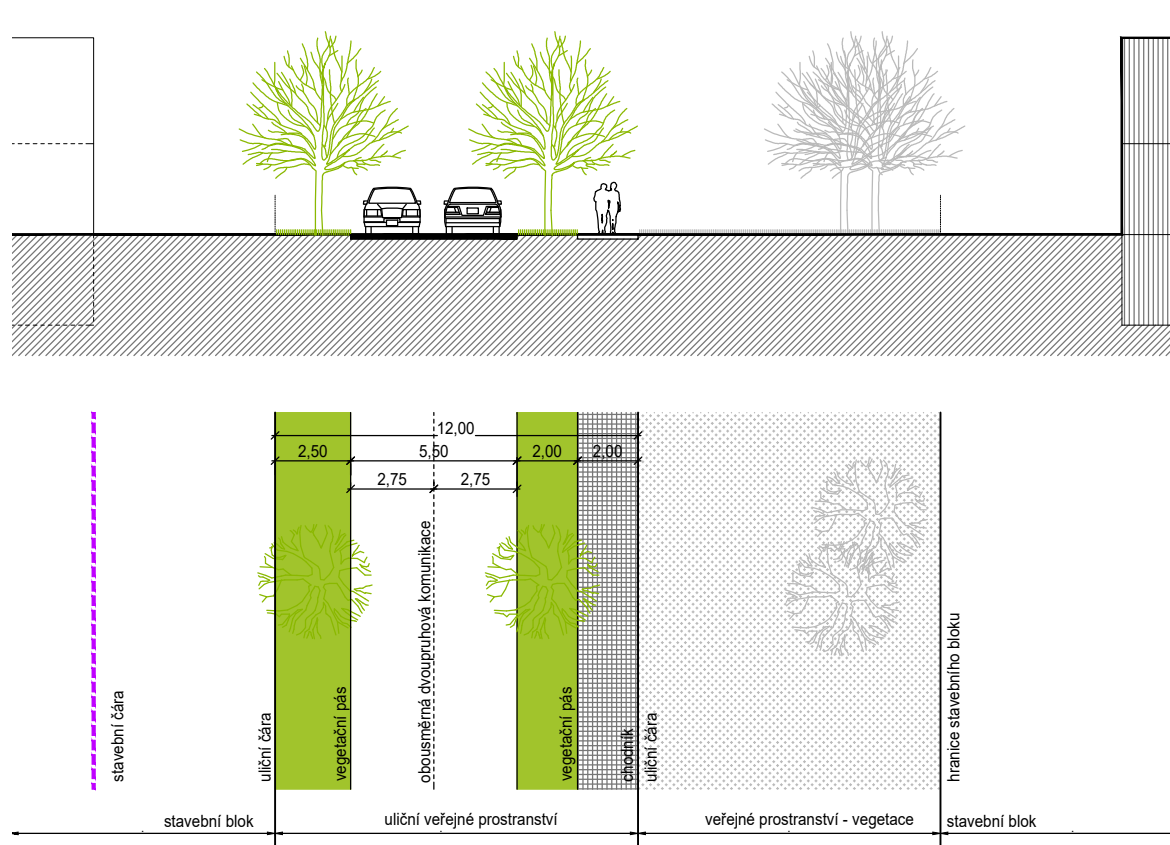 12,00
2,50 5,50 2,00 2,00
2,75 2,75
stavební čára
uliční čára
vegetační pás
obousměrná dvoupruhová komunikace
vegetační pás
chodník
uliční čára
hranice stavebního bloku
stavební blok
uliční veřejné prostranství
veřejné prostranství - vegetace
stavební blok